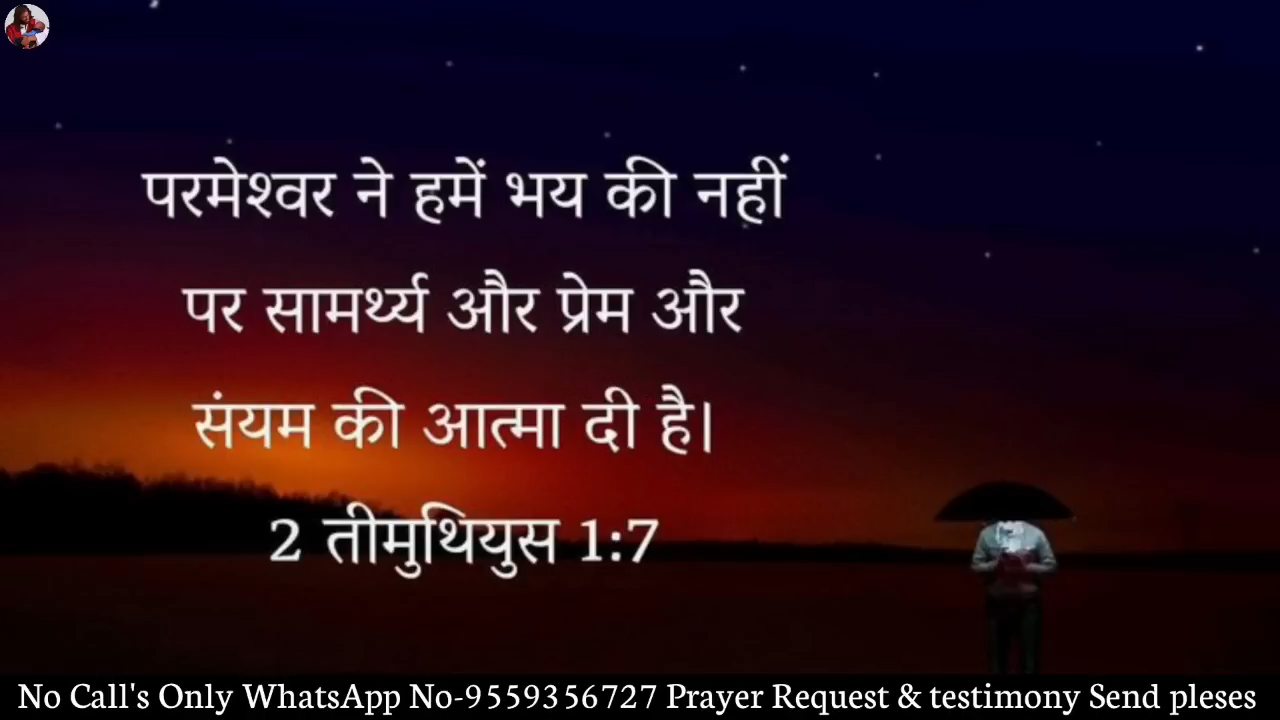 परमेश्वर ने हमें भय की नहीं
पर सामर्थ्य और प्रेम और
संयम की आत्मा दी है।
2 तीमुथियुस 1:7
No Call's Only WhatsApp No-9559356727 Prayer Request & testimony Send pleses